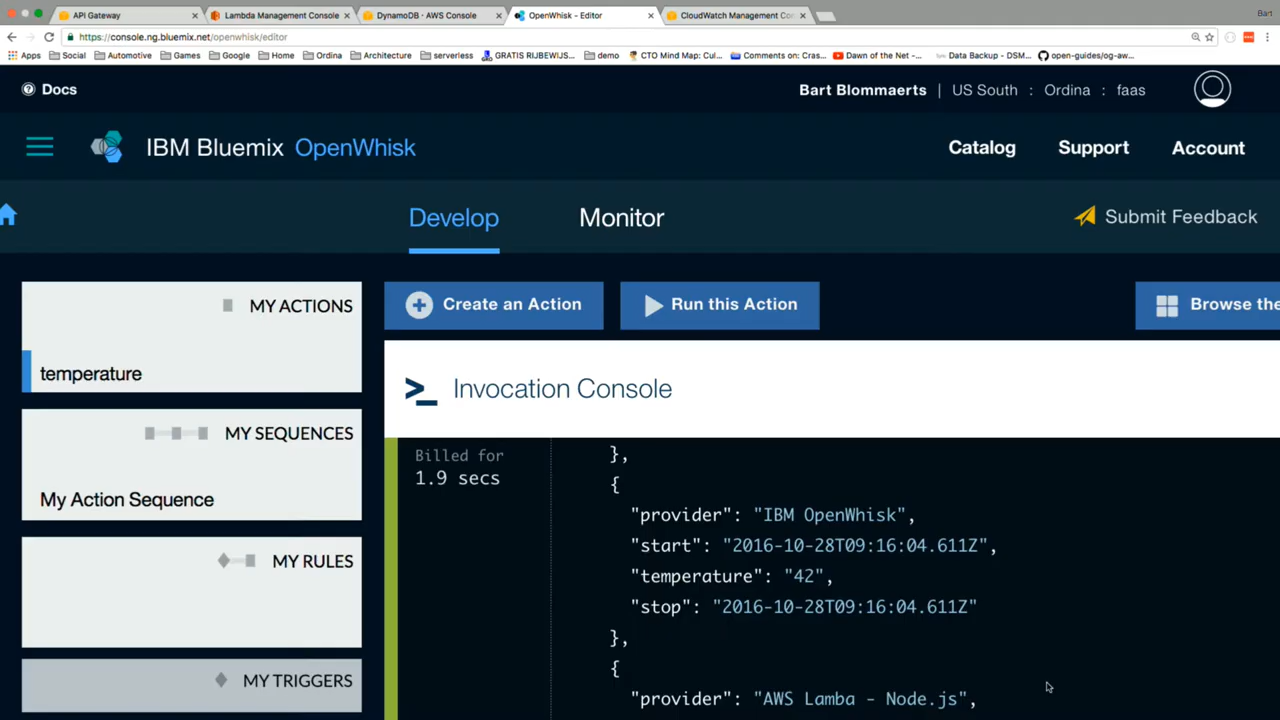 API Gateway
Lambda Management Console
DynamoDB - AWS Console
OpenWhisk - Editor
CloudWatch Management Co
Bart
https://console.ng.bluemix.net/openwhisk/editor
Apps
Social
Automotive
Games
Google
Home
Ordina
Architecture
serverless
GRATIS RIJBEWIJS...
demo
CTO Mind Map: Cul...
Comments on: Cras...
Dawn of the Net -...
Data Backup - DSM...
open-guides/og-aw...
Docs
Bart Blommaerts | US South : Ordina : faas
IBM Bluemix OpenWhisk
Catalog
Support
Account
Develop
Monitor
Submit Feedback
MY ACTIONS
temperature
MY SEQUENCES
My Action Sequence
MY RULES
MY TRIGGERS
Create an Action
Run this Action
Browse the
>_ Invocation Console
Billed for
1.9 secs
},
{
"provider": "IBM OpenWhisk",
"start": "2016-10-28T09:16:04.611Z",
"temperature": "42",
"stop": "2016-10-28T09:16:04.611Z"
},
{
"provider": "AWS Lamba - Node.js",